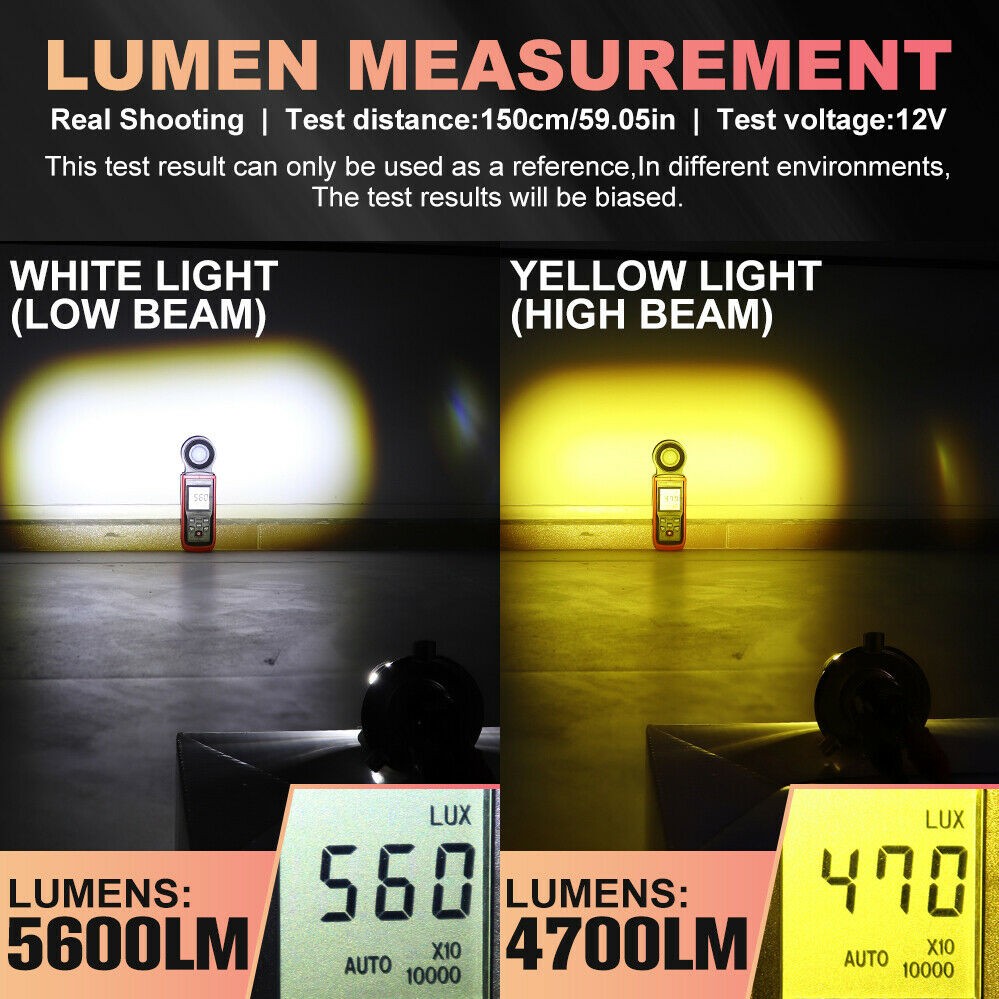 LUMEN MEASUREMENT
Real Shooting | Test distance:150cm/59.05in | Test voltage:12V
This test result can only be used as a reference,In different environments,
The test results will be biased.
WHITE LIGHT
(LOW BEAM)
YELLOW LIGHT
(HIGH BEAM)
560
470
LUMENS:
5600LM
LUX
560
X10
AUTO 10000
LUMENS:
4700LM
LUX
470
X10
AUTO 10000